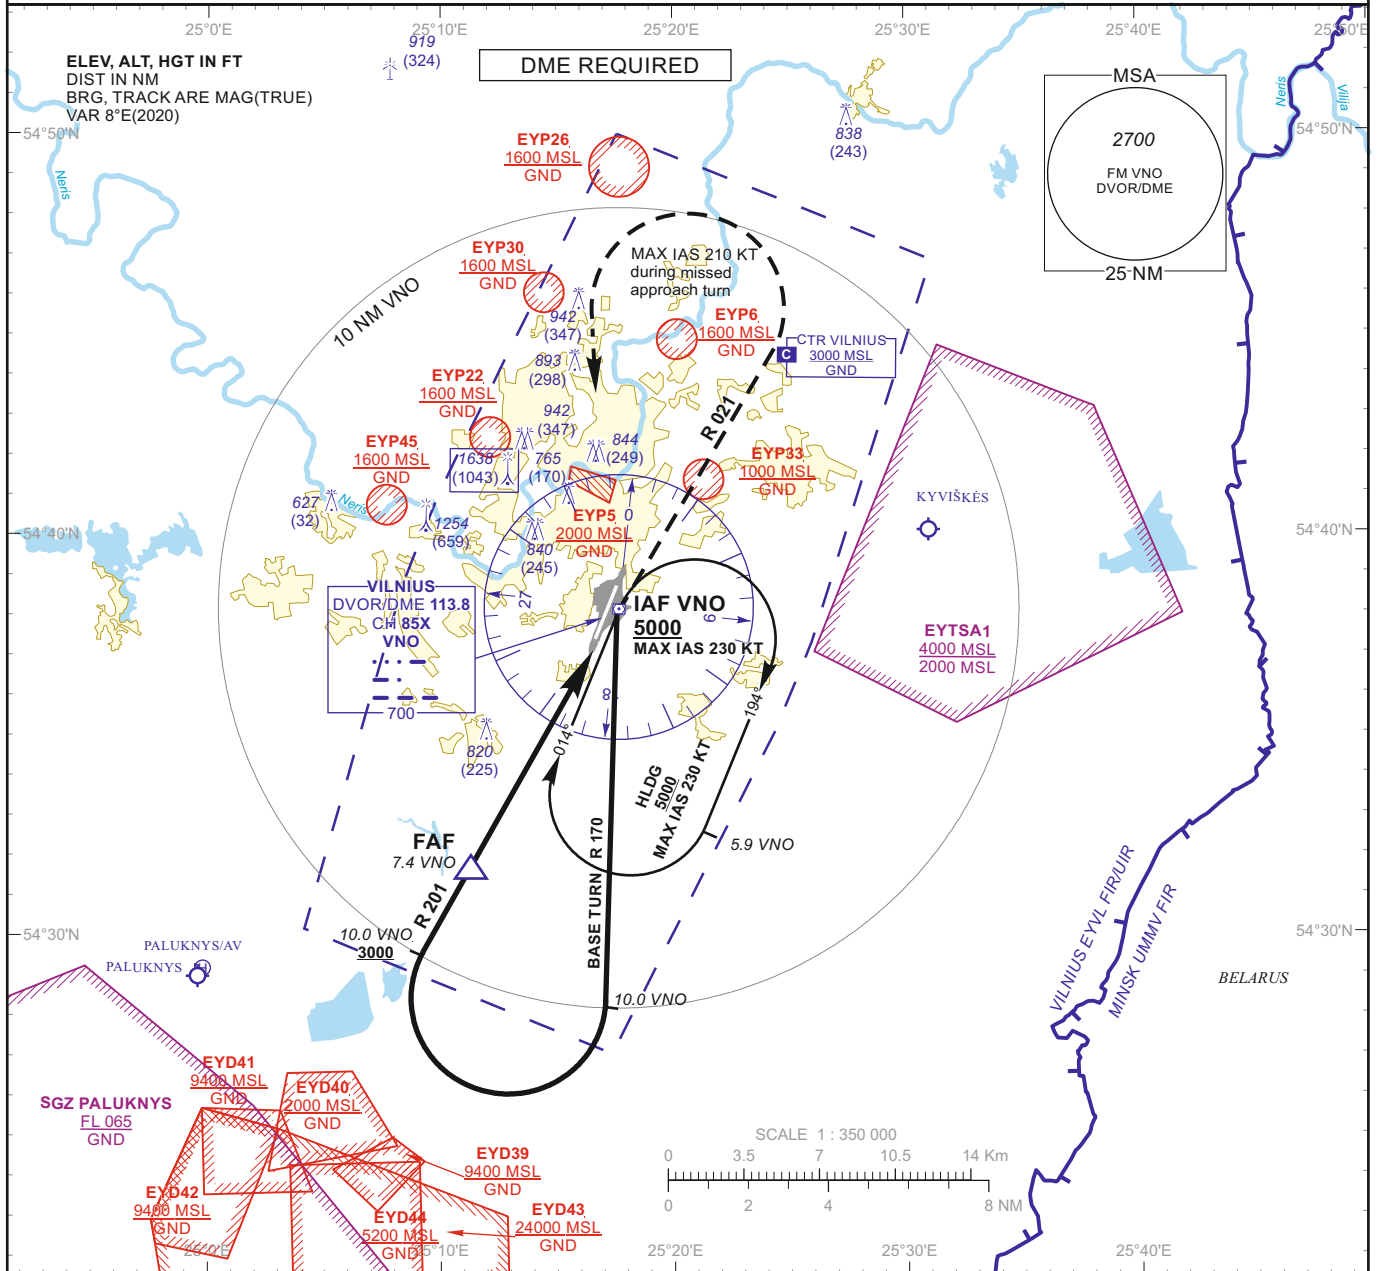 25°0'E
25°10'E
25°20'E
25°30'E
25°40'E
25°50'E
ELEV, ALT, HGT IN FT
DIST IN NM
BRG, TRACK ARE MAG(TRUE)
VAR 8°E(2020)
919
(324)
DME REQUIRED
838
(243)
MSA
2700
FM VNO
DVOR/DME
25 NM
Neris
Vilija
54°50'N
54°50'N
Neris
EYP26
1600 MSL
GND
EYP30
1600 MSL
GND
MAX IAS 210 KT
during missed
approach turn
10 NM VNO
942
(347)
EYP6
1600 MSL
GND
CTR VILNIUS
3000 MSL
GND
C
893
(298)
EYP22
1600 MSL
GND
942
(347)
R 021
EYP45
1600 MSL
GND
1638
(1043)
765
(170)
844
(249)
EYP33
1000 MSL
GND
627
(32)
Neris
1254
(659)
EYP5
2000 MSL
GND
0
840
(245)
KYVIŠKĖS
54°40'N
54°40'N
VILNIUS
DVOR/DME 113.8
CH 85X
VNO
700
27
9
18
IAF VNO
5000
MAX IAS 230 KT
EYTSA1
4000 MSL
2000 MSL
014°
194°
820
(225)
HLDG
5000
MAX IAS 230 KT
5.9 VNO
FAF
7.4 VNO
R 201
BASE TURN R 170
10.0 VNO
3000
10.0 VNO
54°30'N
54°30'N
PALUKNYS/AV
PALUKNYS
H
VILNIUS EYVL FIR/UIR
MINSK UMMV FIR
BELARUS
SGZ PALUKNYS
FL 065
GND
EYD41
9400 MSL
GND
EYD40
2000 MSL
GND
EYD39
9400 MSL
GND
EYD42
9400 MSL
GND
EYD44
5200 MSL
GND
EYD43
24000 MSL
GND
SCALE 1 : 350 000
0 3.5 7 10.5 14 Km
0 2 4 8 NM
25°0'E
25°10'E
25°20'E
25°30'E
25°40'E